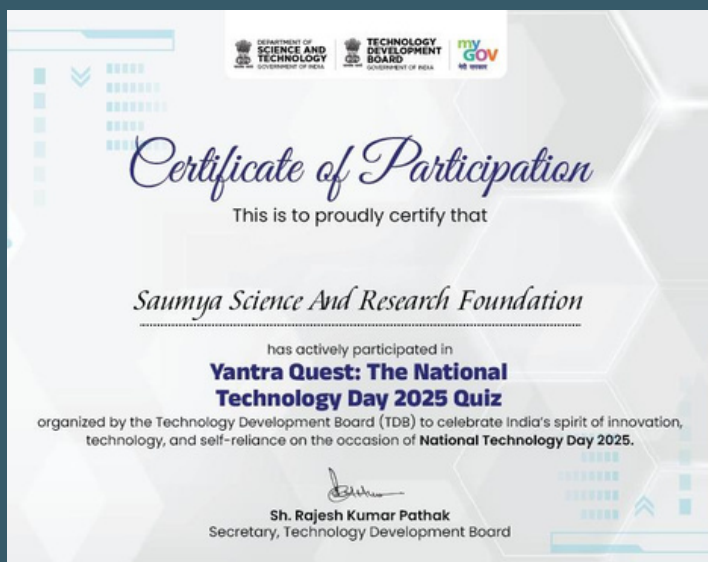 DEPARTMENT OF
SCIENCE AND
TECHNOLOGY
GOVERNMENT OF INDIA
TECHNOLOGY
DEVELOPMENT
BOARD
GOVERNMENT OF INDIA
my
GOV
मेरी सरकार
Certificate of Participation
This is to proudly certify that
Saumya Science And Research Foundation
has actively participated in
Yantra Quest: The National
Technology Day 2025 Quiz
organized by the Technology Development Board (TDB) to celebrate India's spirit of innovation,
technology, and self-reliance on the occasion of National Technology Day 2025.
Sh. Rajesh Kumar Pathak
Secretary, Technology Development Board